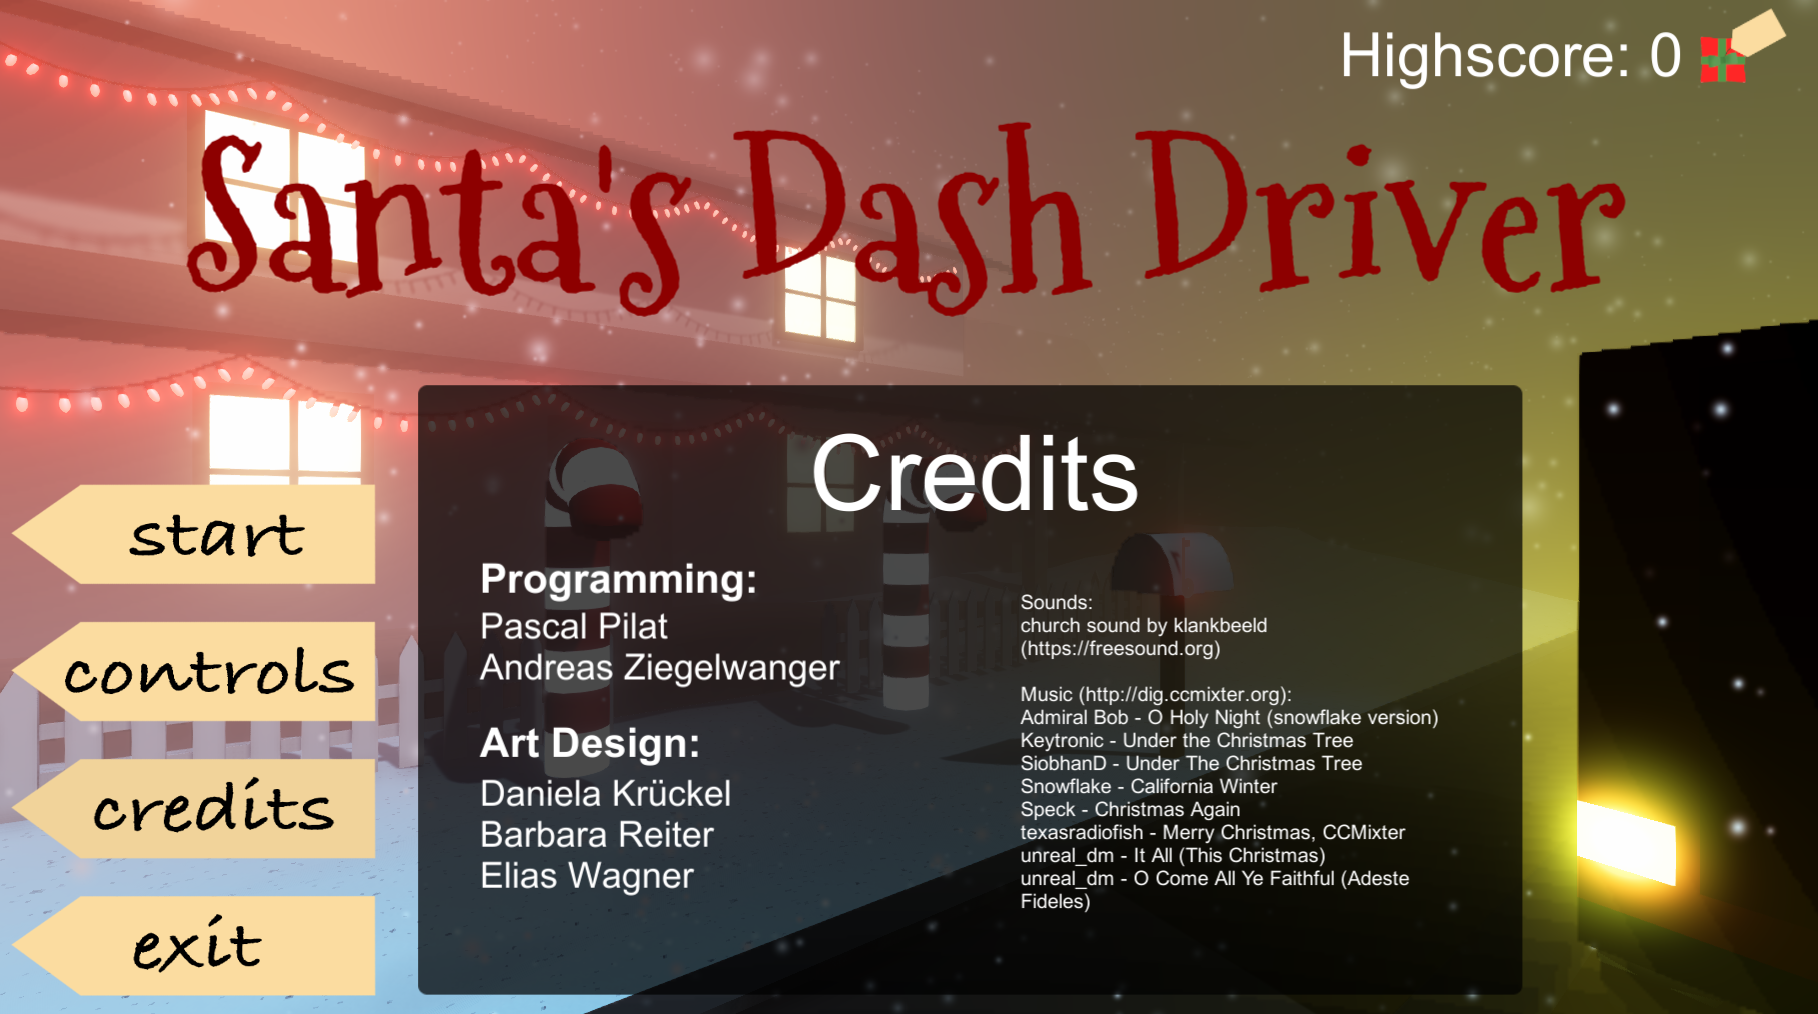 Highscore: 0
Santa's Dash Driver
start
controls
credits
exit
Credits
Programming:
Pascal Pilat
Andreas Ziegelwanger
Art Design:
Daniela Krückel
Barbara Reiter
Elias Wagner
Sounds:
church sound by klankbeeld
(https://freesound.org)
Music (http://dig.ccmixter.org):
Admiral Bob - O Holy Night (snowflake version)
Keytronic - Under the Christmas Tree
SiobhanD - Under The Christmas Tree
Snowflake - California Winter
Speck - Christmas Again
texasradiofish - Merry Christmas, CCMixter
unreal_dm - It All (This Christmas)
unreal_dm - O Come All Ye Faithful (Adeste
Fideles)